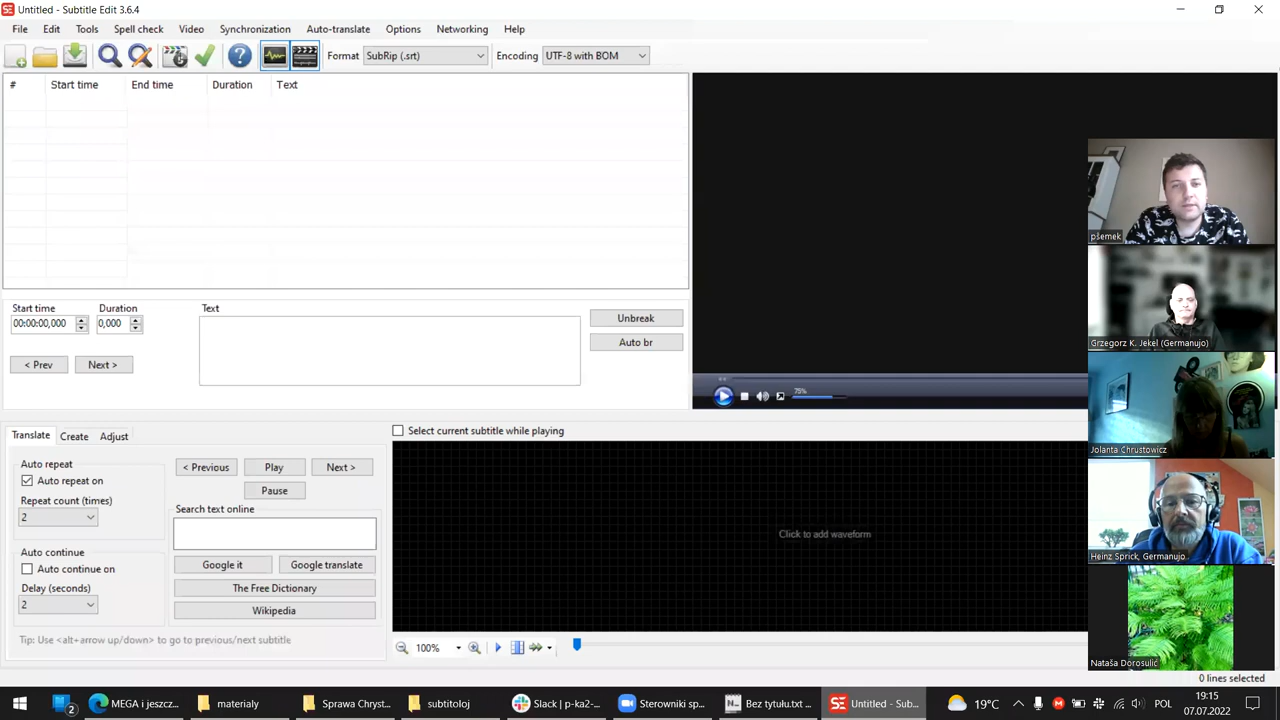 Untitled - Subtitle Edit 3.6.4
File Edit Tools Spell check Video Synchronization Auto-translate Options Networking Help
Format SubRip (.srt) Encoding UTF-8 with BOM
# Start time End time Duration Text
pšemek
Start time Duration Text
00:00:00,000 0,000
Unbreak
Auto br
< Prev Next >
Grzegorz K. Jekel (Germanujo)
75%
Translate Create Adjust
Select current subtitle while playing
Jolanta Chrustowicz
Auto repeat
Auto repeat on
Repeat count (times)
2
< Previous Play Next >
Pause
Search text online
Auto continue
Auto continue on
Delay (seconds)
2
Google it Google translate
The Free Dictionary
Wikipedia
Click to add waveform
Heinz Sprick, Germanujo
Tip: Use <alt+arrow up/down> to go to previous/next subtitle
100%
Nataša Dorosulić
0 lines selected
2 MEGA i jeszcz... materialy Sprawa Chryst... subtitoloj Slack | p-ka2-... Sterowniki sp... Bez tytułu.txt ... Untitled - Sub... 19°C POL
19:15
07.07.2022